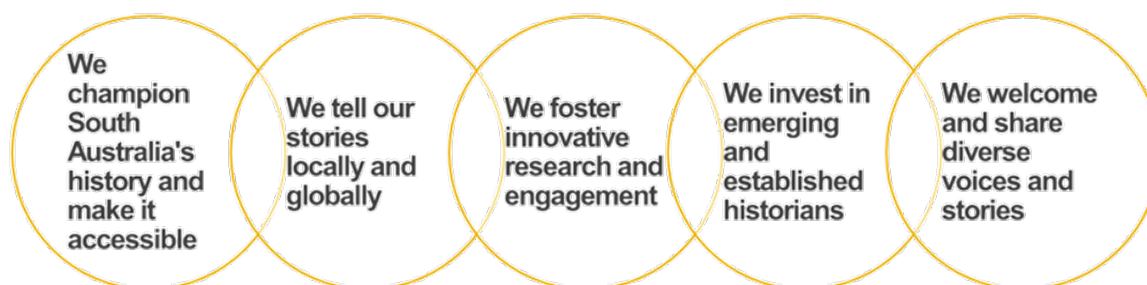 We
champion
South
Australia's
history and
make it
accessible
We tell our
stories
locally and
globally
We foster
innovative
research and
engagement
We invest in
emerging
and
established
historians
We welcome
and share
diverse
voices and
stories